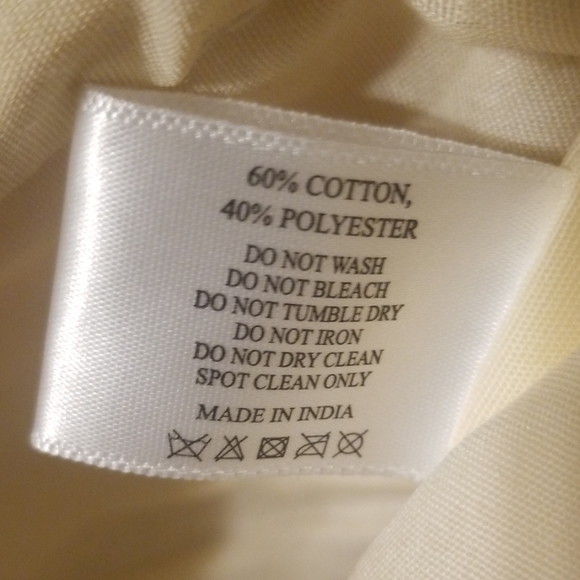 60% COTTON,
40% POLYESTER
DO NOT WASH
DO NOT BLEACH
DO NOT TUMBLE DRY
DO NOT IRON
DO NOT DRY CLEAN
SPOT CLEAN ONLY
MADE IN INDIA